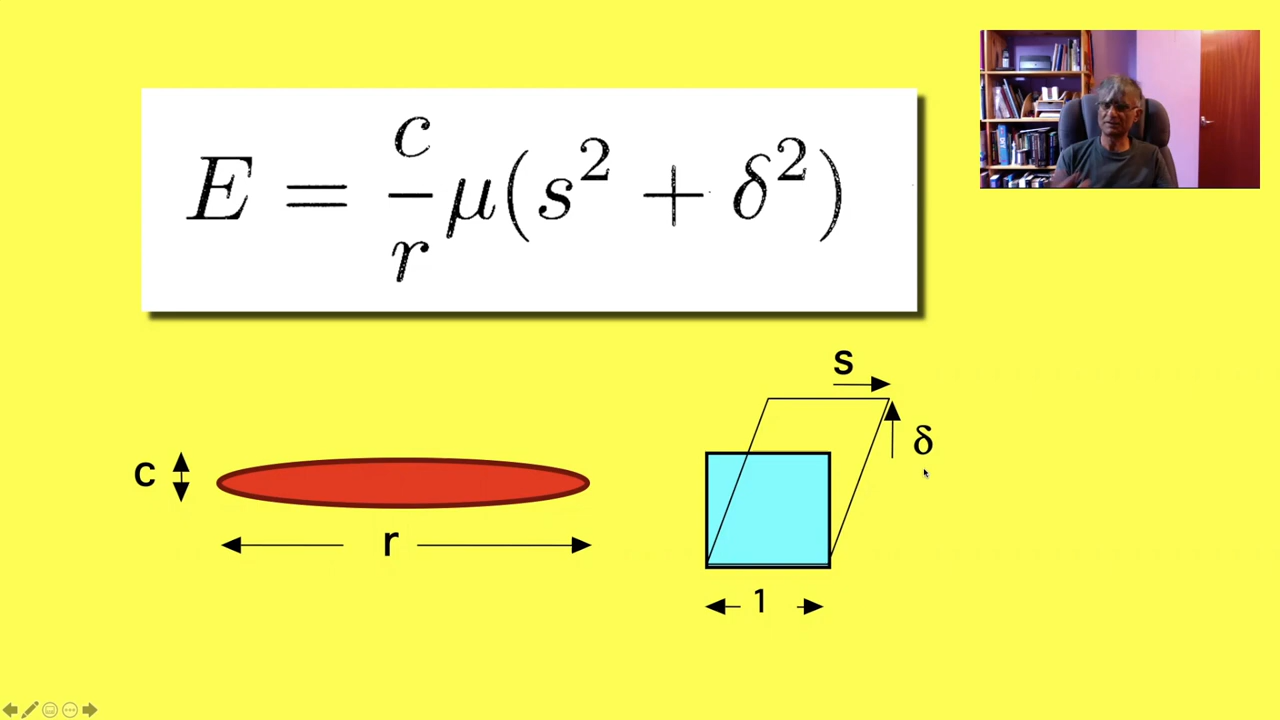 E = c/r μ(s² + δ²)
s
δ
c
r
1